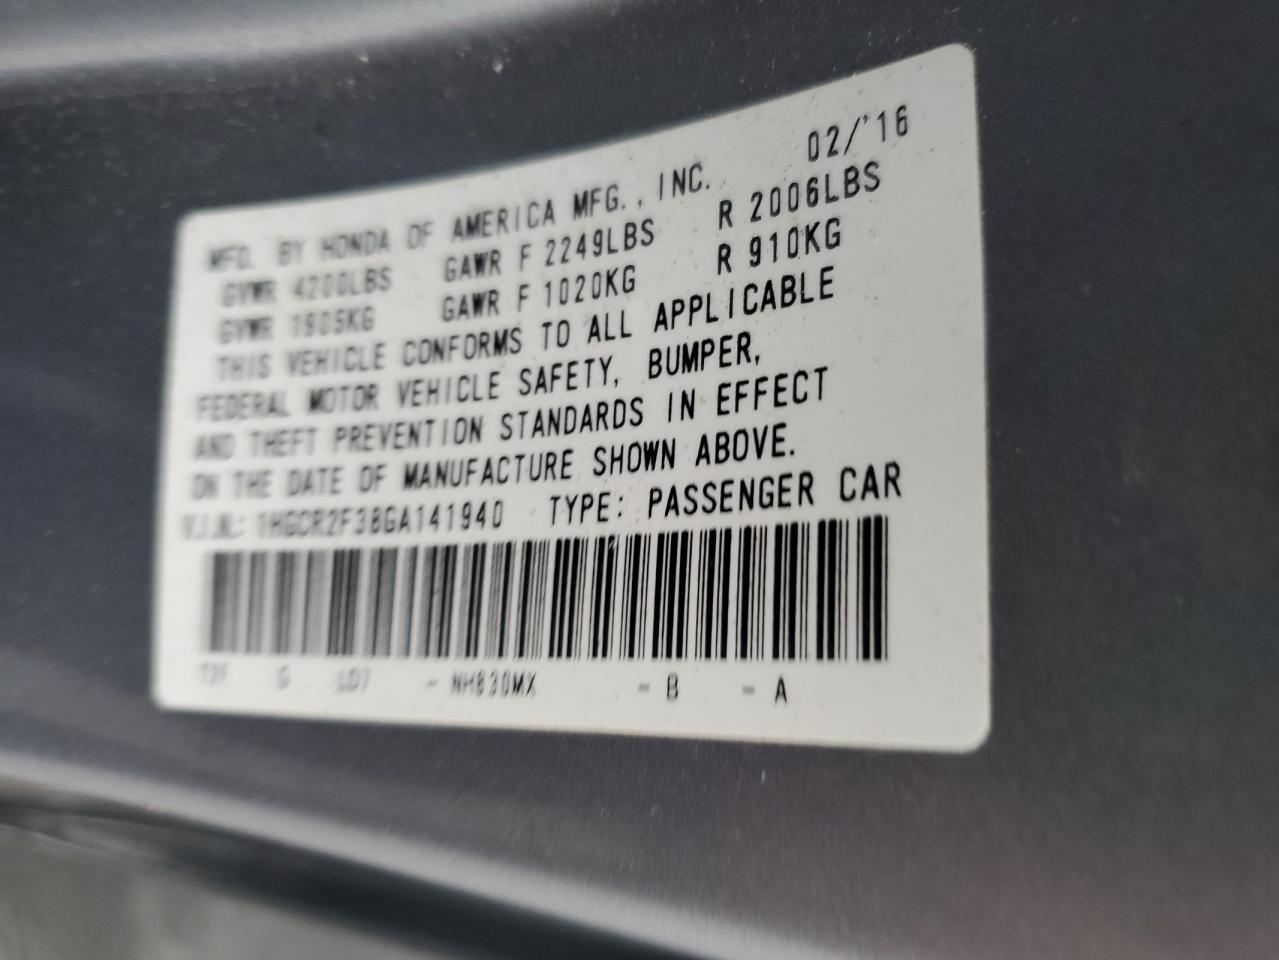 MFD. BY HONDA OF AMERICA MFG., INC. 02/'16
GVWR 4200LBS GAWR F 2249LBS R 2006LBS
GVWR 1905KG GAWR F 1020KG R 910KG
THIS VEHICLE CONFORMS TO ALL APPLICABLE
FEDERAL MOTOR VEHICLE SAFETY, BUMPER,
AND THEFT PREVENTION STANDARDS IN EFFECT
ON THE DATE OF MANUFACTURE SHOWN ABOVE.
V.I.N.: 1HGCR2F38GA141940 TYPE: PASSENGER CAR
T2F G LD7 - NH830MX - B - A